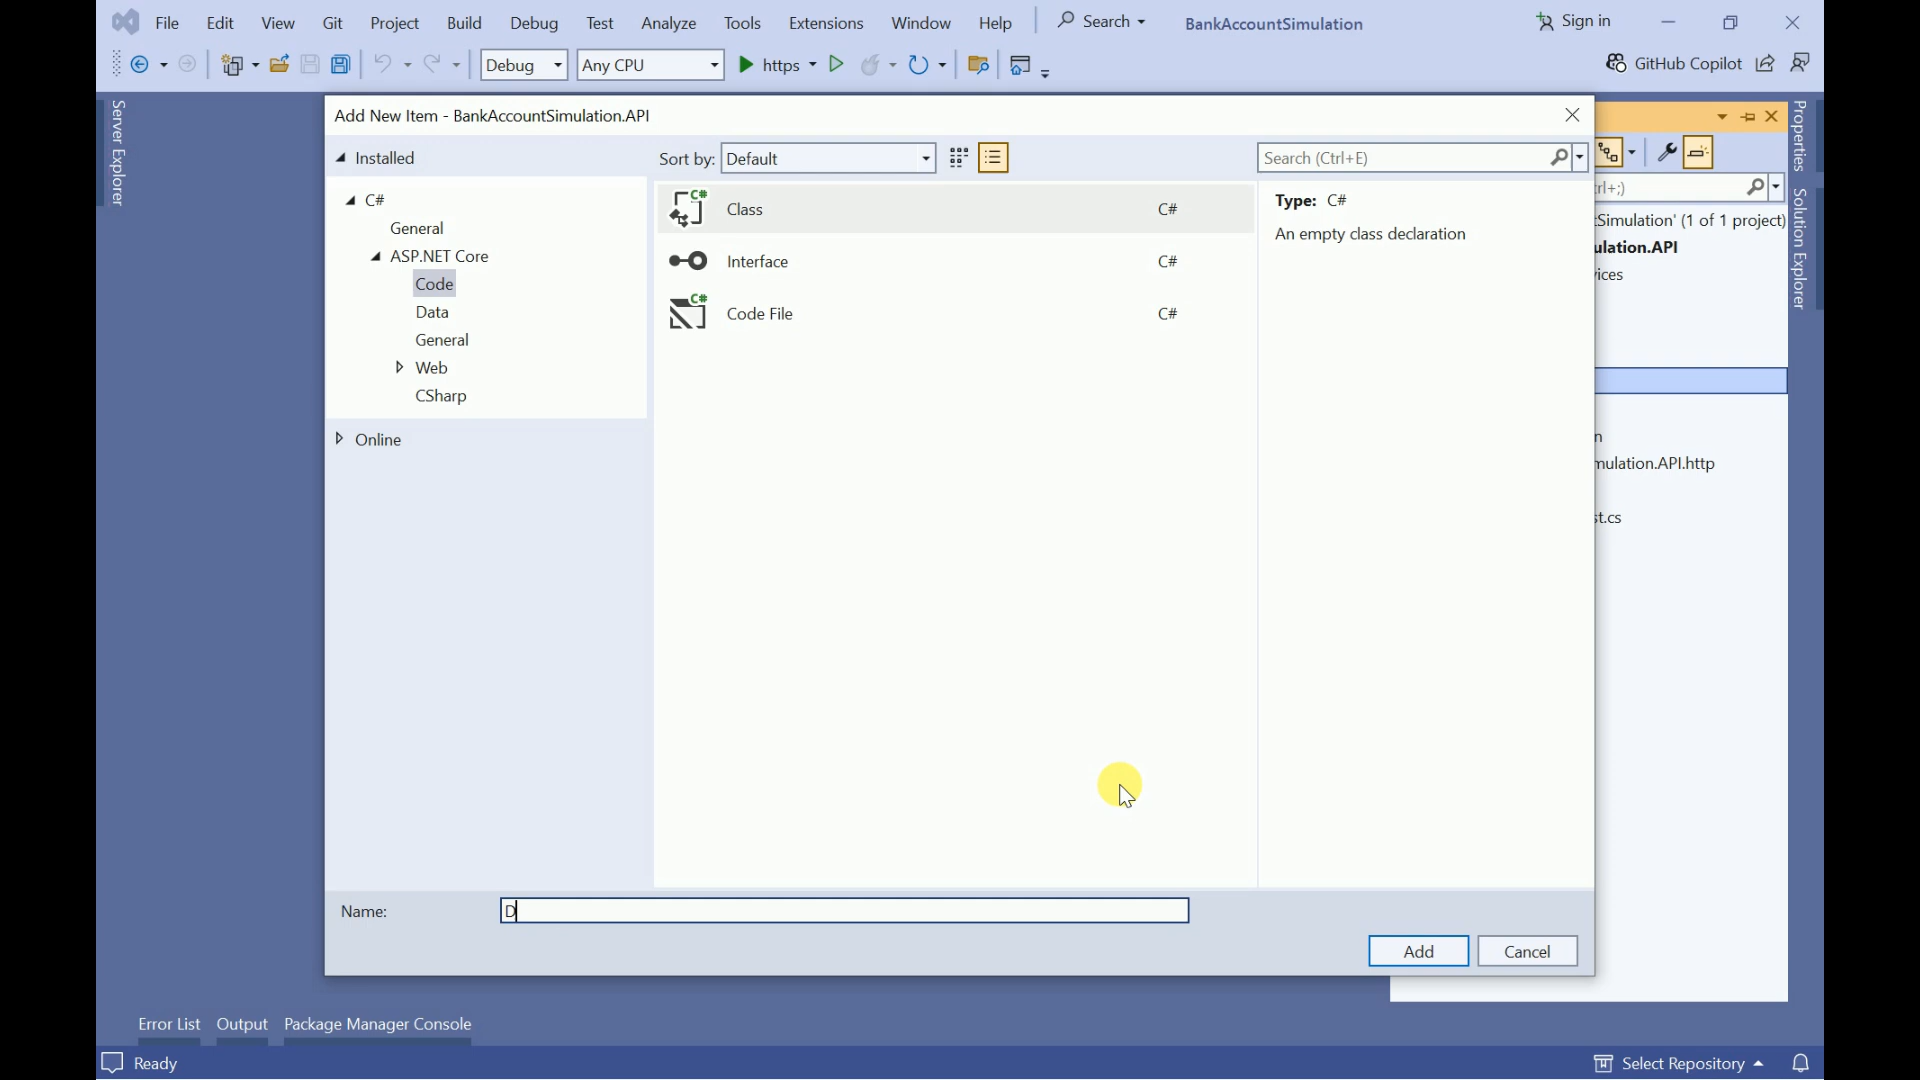 File Edit View Git Project Build Debug Test Analyze Tools Extensions Window Help Search BankAccountSimulation Sign in
Debug Any CPU https GitHub Copilot
Server Explorer
Add New Item - BankAccountSimulation.API
Installed
Sort by: Default
Search (Ctrl+E)
C#
General
ASP.NET Core
Code
Data
General
Web
CSharp
Online
Class C#
Interface C#
Code File C#
Type: C#
An empty class declaration
rl+;)
tSimulation' (1 of 1 project)
ulation.API
ices
n
mulation.API.http
st.cs
Properties
Solution Explorer
Name: D
Add Cancel
Error List Output Package Manager Console
Ready Select Repository